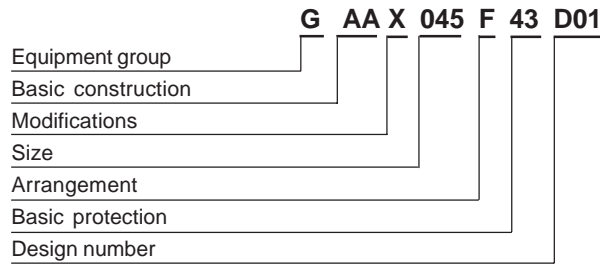 G AA X 045 F 43 D01
Equipment group
Basic construction
Modifications
Size
Arrangement
Basic protection
Design number